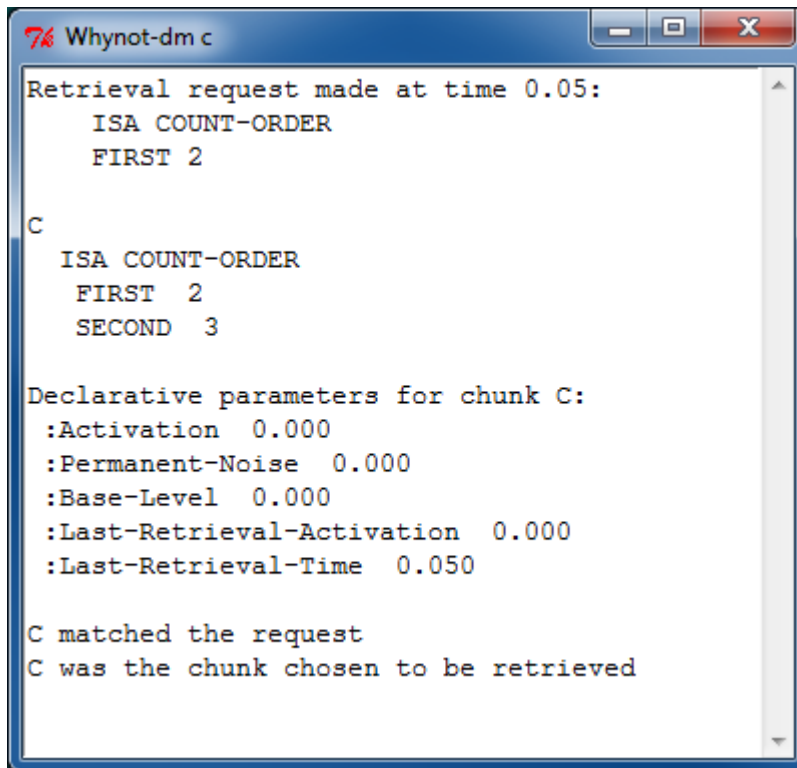 Whynot-dm c
Retrieval request made at time 0.05:
ISA COUNT-ORDER
FIRST 2
C
ISA COUNT-ORDER
FIRST 2
SECOND 3
Declarative parameters for chunk C:
:Activation 0.000
:Permanent-Noise 0.000
:Base-Level 0.000
:Last-Retrieval-Activation 0.000
:Last-Retrieval-Time 0.050
C matched the request
C was the chunk chosen to be retrieved